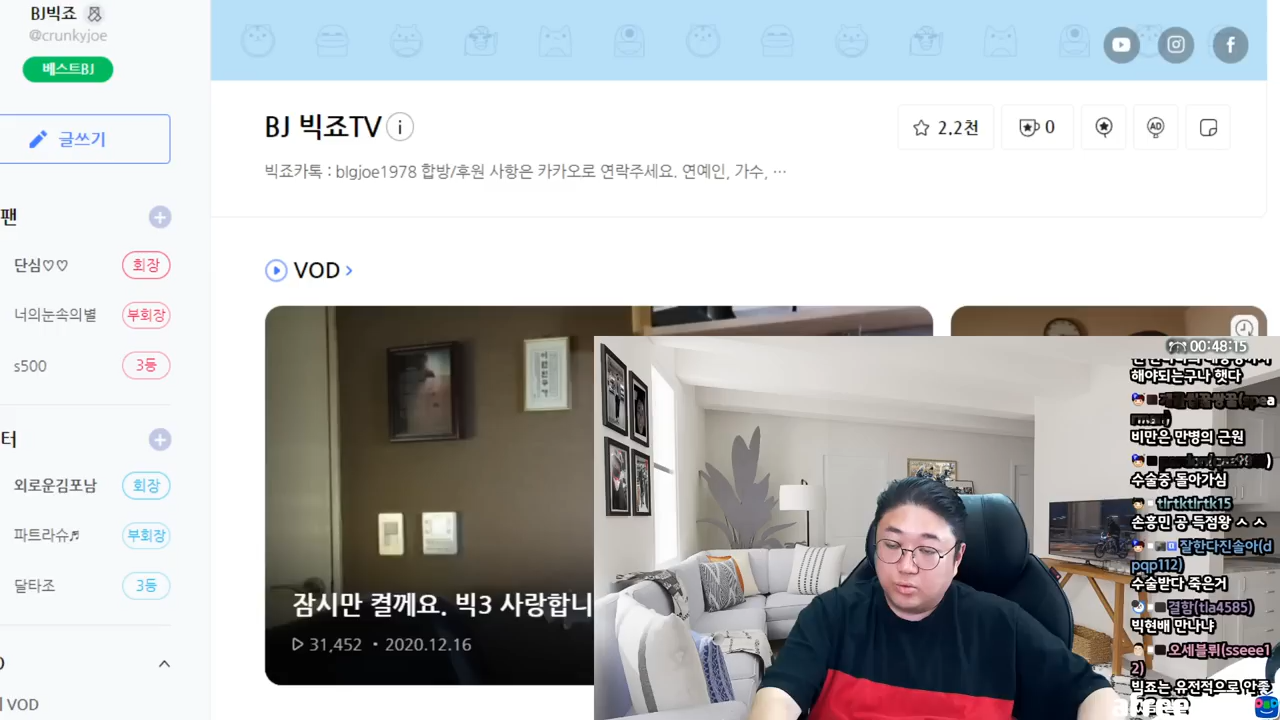 BJ빅죠
@crunkyjoe
베스트BJ
글쓰기
팬
단심♡♡
회장
너의눈속의별
부회장
s500
3등
터
외로운김포남
회장
파트라슈♬
부회장
달타조
3등
VOD
BJ 빅죠TV
2.2천
0
AD
빅죠카톡 : bIgjoe1978 합방/후원 사항은 카카오로 연락주세요. 연예인, 가수, …
VOD
잠시만 켤께요. 빅3 사랑합니
31,452 • 2020.12.16
00:48:15
해야되는구나 햇다
비만은 만병의 근원
수술중 돌아가심
tlrtktlrtk15
손흥민 공 득점왕 ㅅ ㅅ
잘한다진솔아(d
pqp112)
수술받다 죽은거
결함(tla4585)
빅현배 만나냐
오세블뤼(sseee1
2)
빅죠는 유전적으로 안좋